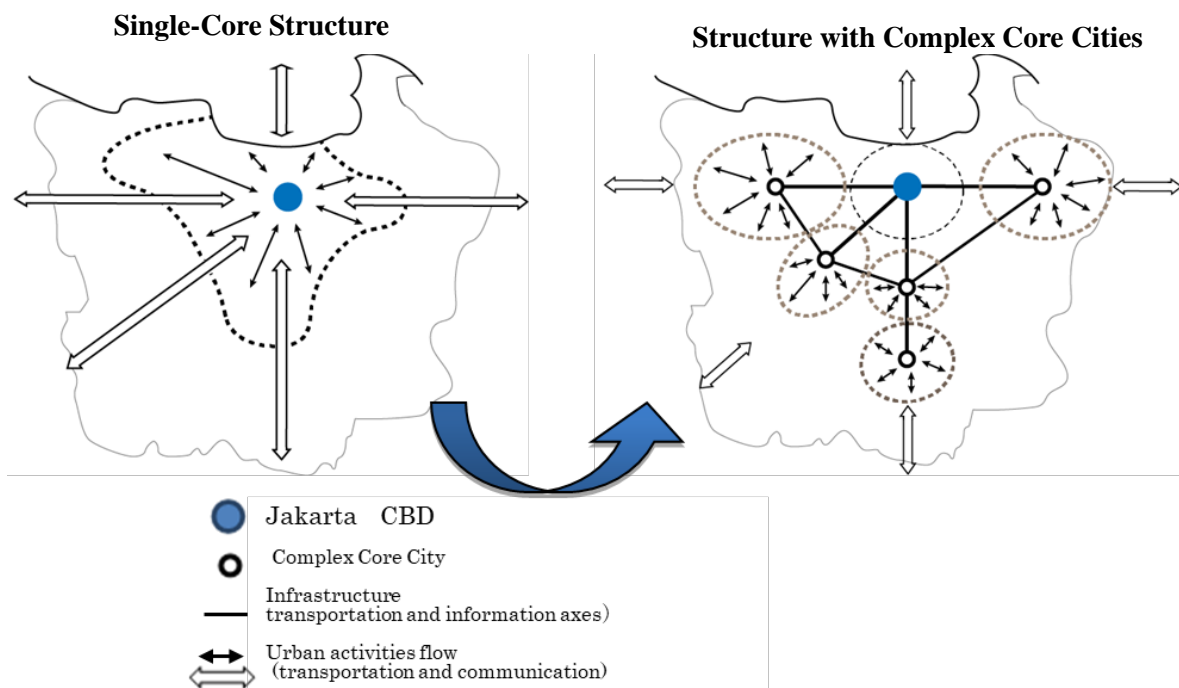 Single-Core Structure
Structure with Complex Core Cities
Jakarta CBD
Complex Core City
Infrastructure
transportation and information axes)
Urban activities flow
(transportation and communication)